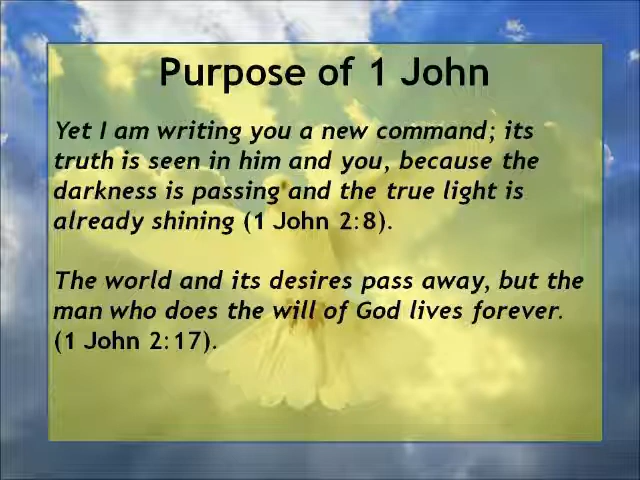 Purpose of 1 John
Yet I am writing you a new command; its
truth is seen in him and you, because the
darkness is passing and the true light is
already shining (1 John 2:8).
The world and its desires pass away, but the
man who does the will of God lives forever.
(1 John 2:17).